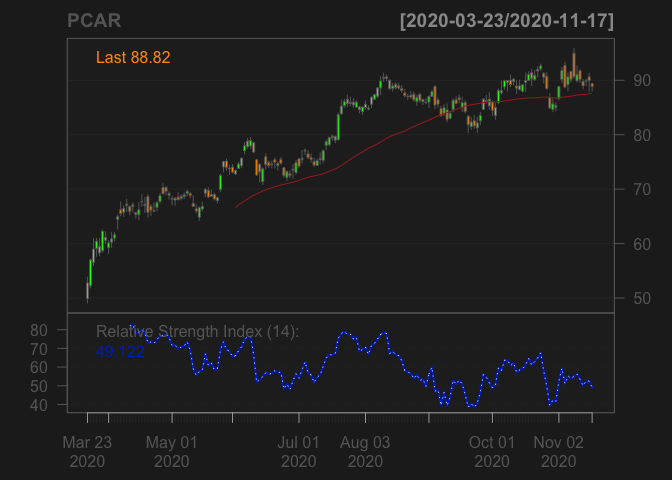 PCAR [2020-03-23/2020-11-17]
Last 88.82
90
80
70
60
50
Relative Strength Index (14):
49.122
80
70
60
50
40
Mar 23 May 01 Jul 01 Aug 03 Oct 01 Nov 02
2020 2020 2020 2020 2020 2020